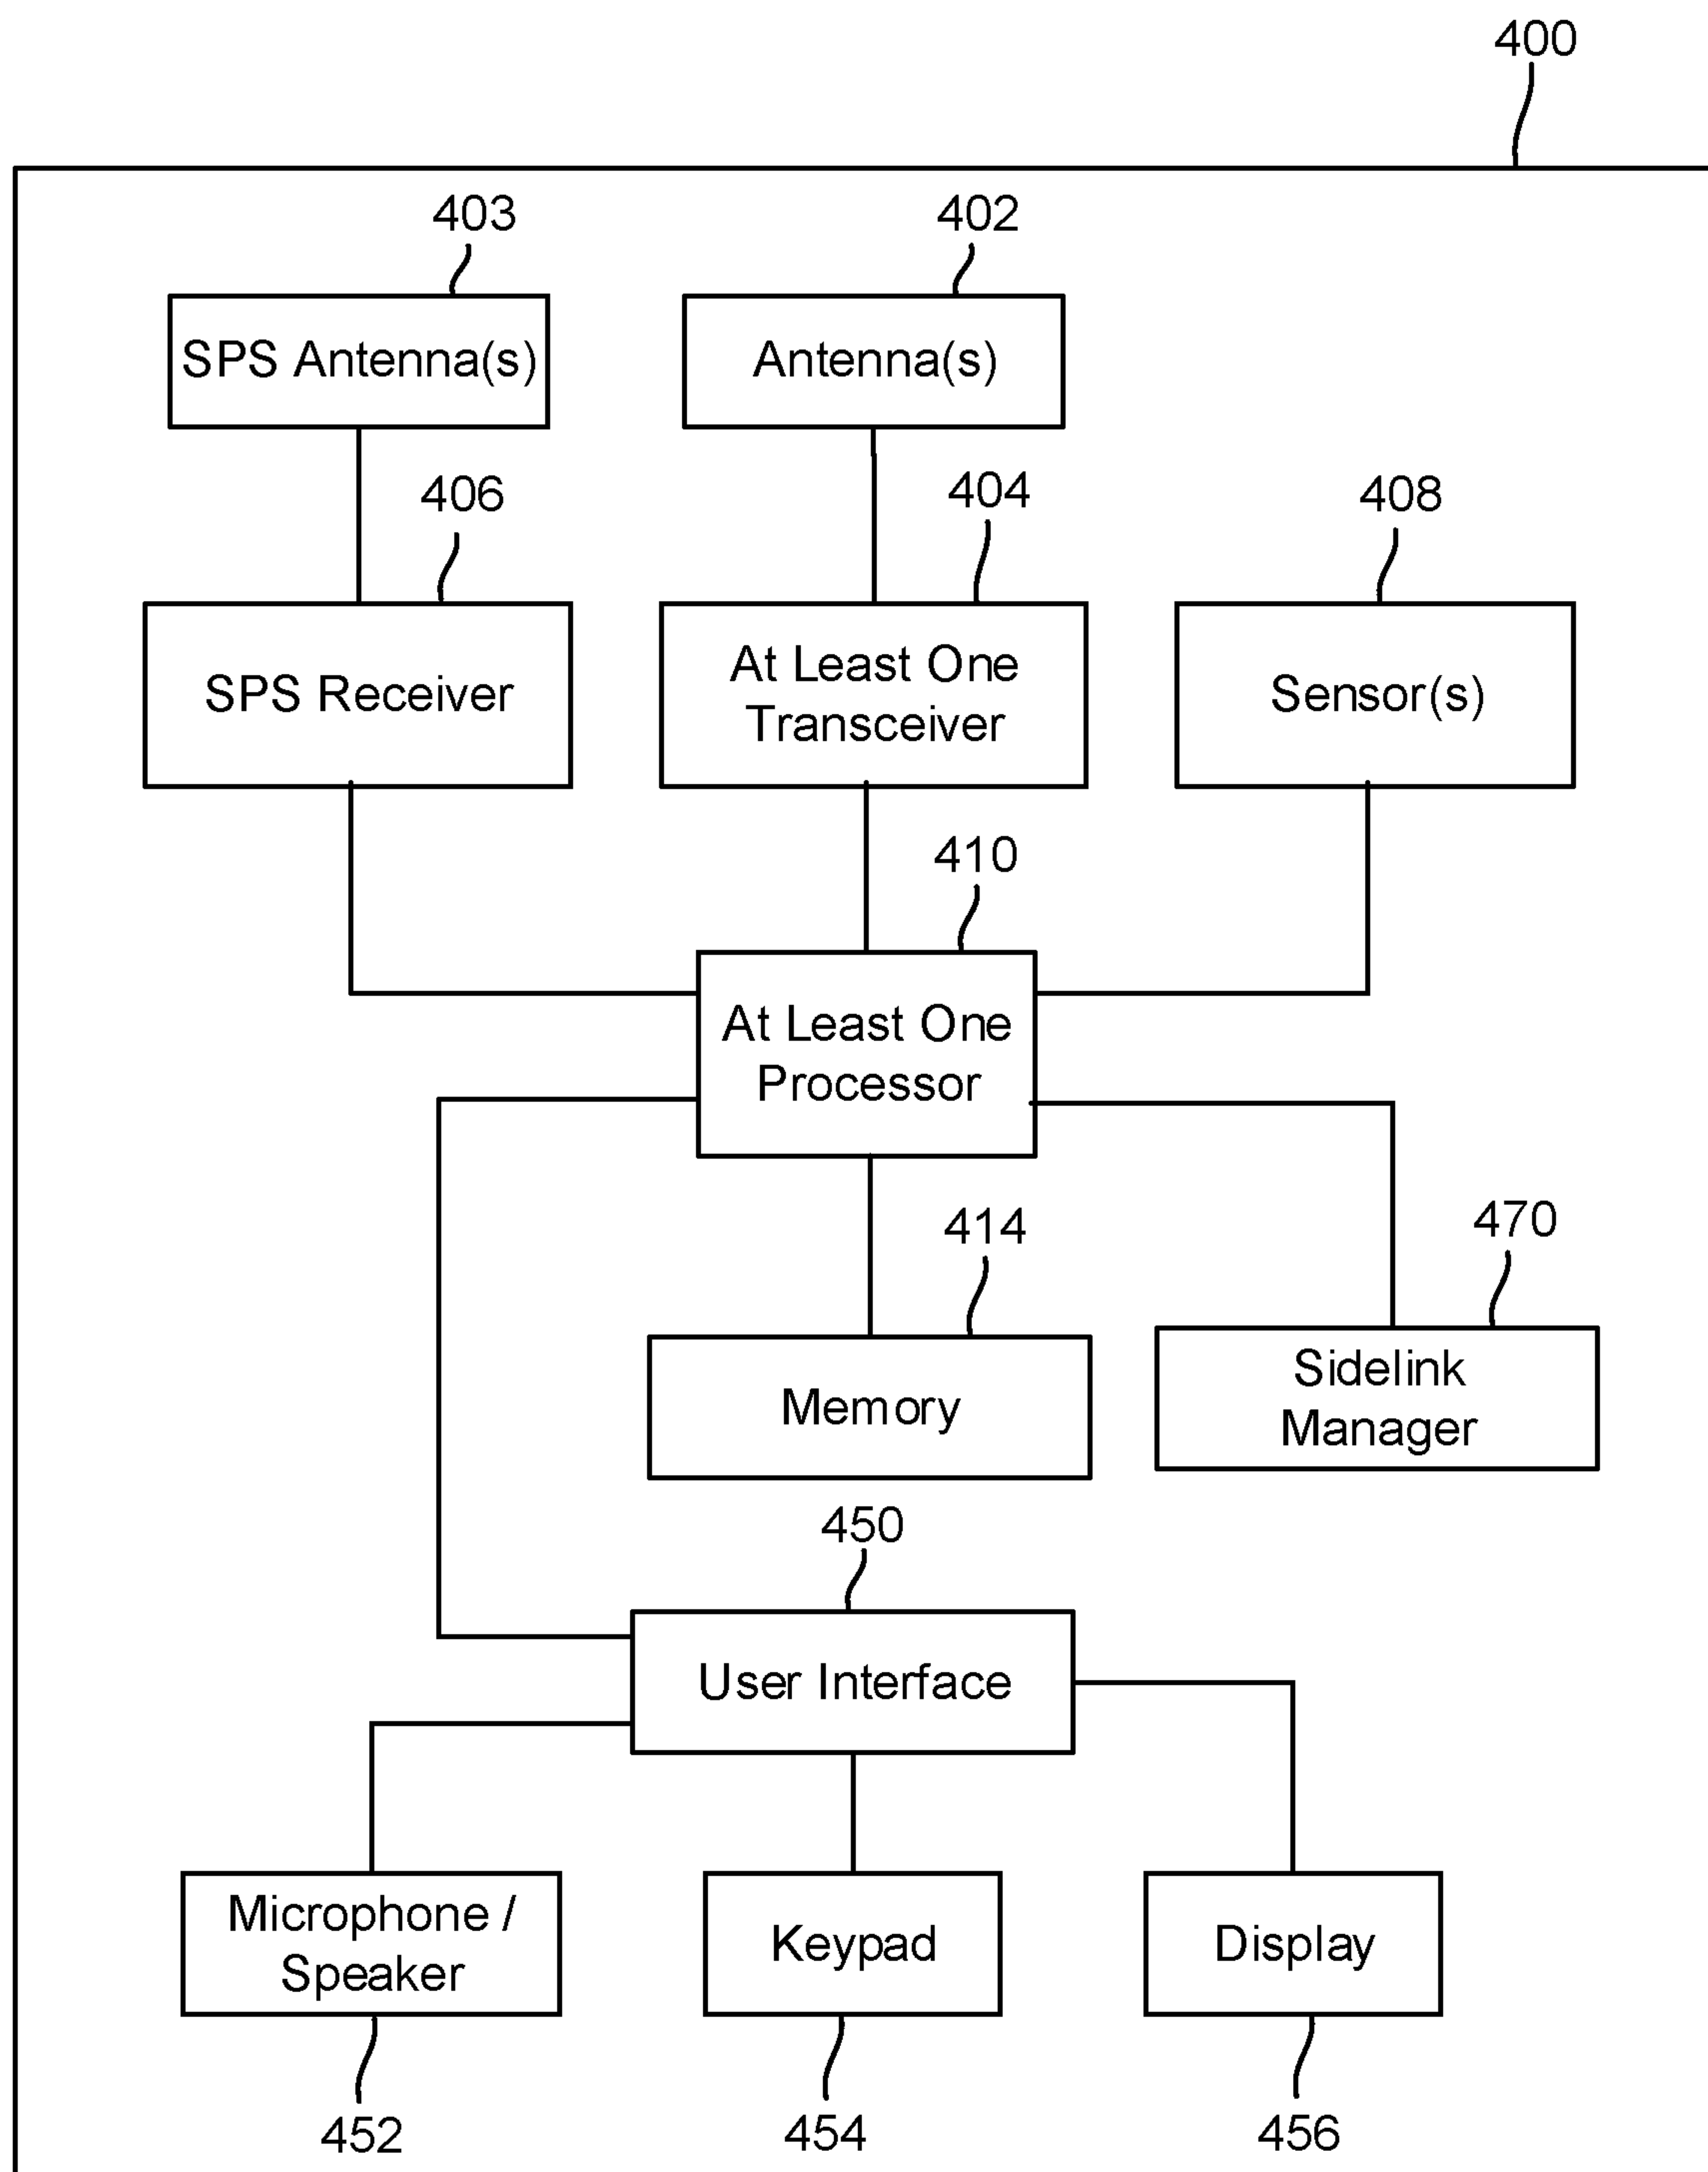 400
403
402
SPS Antenna(s)
Antenna(s)
406
404
408
SPS Receiver
At Least One
Transceiver
Sensor(s)
410
At Least One
Processor
414
470
Memory
Sidelink
Manager
450
User Interface
Microphone /
Speaker
Keypad
Display
452
454
456